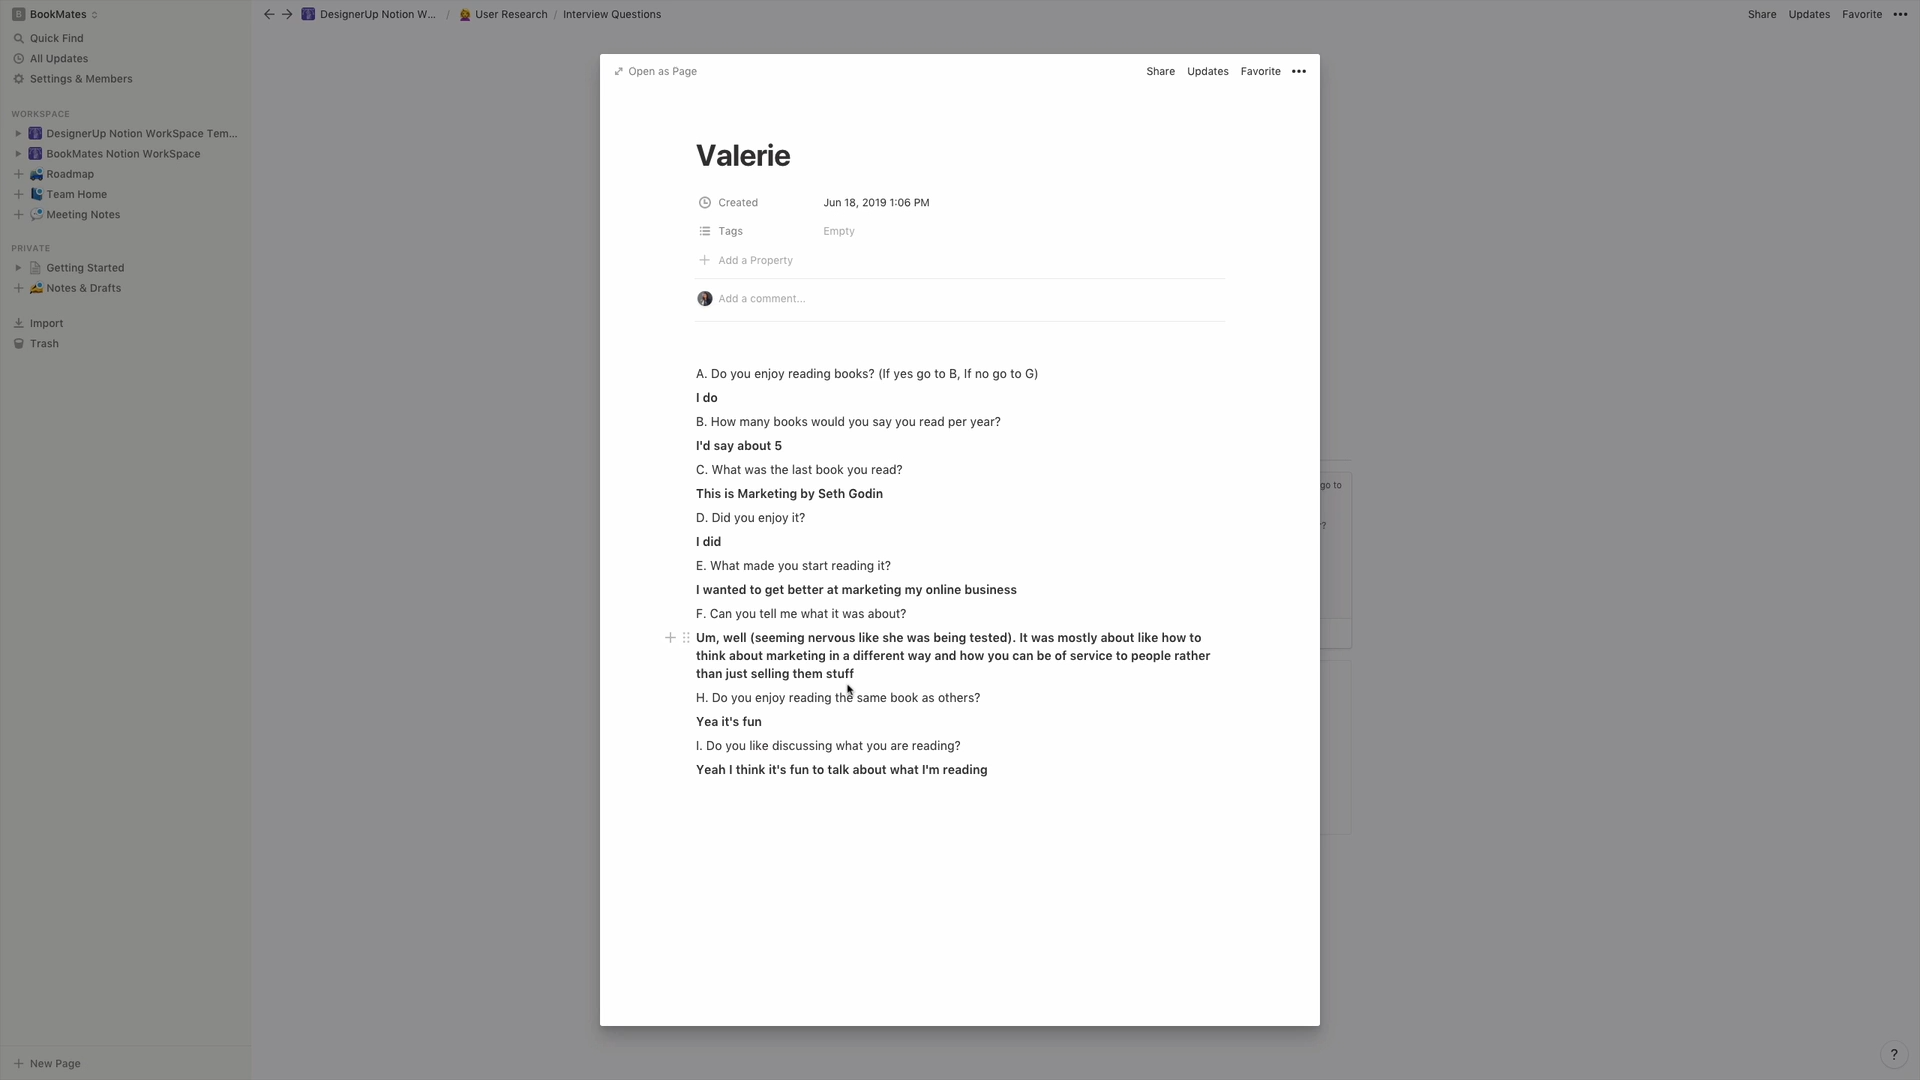 B BookMates
DesignerUp Notion W... / User Research / Interview Questions
Share Updates Favorite
Quick Find
All Updates
Settings & Members
WORKSPACE
DesignerUp Notion WorkSpace Tem...
BookMates Notion WorkSpace
Roadmap
Team Home
Meeting Notes
PRIVATE
Getting Started
Notes & Drafts
Import
Trash
New Page
Open as Page
Share Updates Favorite
Valerie
Created Jun 18, 2019 1:06 PM
Tags Empty
Add a Property
Add a comment...
A. Do you enjoy reading books? (If yes go to B, If no go to G)
I do
B. How many books would you say you read per year?
I'd say about 5
C. What was the last book you read?
This is Marketing by Seth Godin
D. Did you enjoy it?
I did
E. What made you start reading it?
I wanted to get better at marketing my online business
F. Can you tell me what it was about?
Um, well (seeming nervous like she was being tested). It was mostly about like how to
think about marketing in a different way and how you can be of service to people rather
than just selling them stuff
H. Do you enjoy reading the same book as others?
Yea it's fun
I. Do you like discussing what you are reading?
Yeah I think it's fun to talk about what I'm reading
go to
?
?